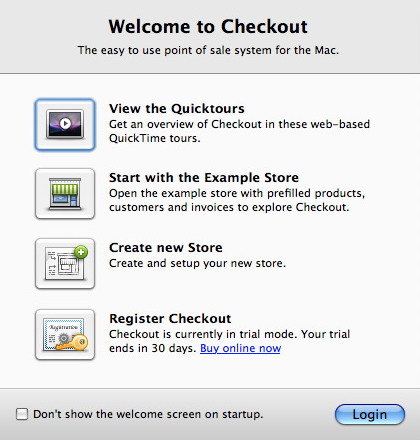 Welcome to Checkout
The easy to use point of sale system for the Mac.
View the Quicktours
Get an overview of Checkout in these web-based
QuickTime tours.
Start with the Example Store
Open the example store with prefilled products,
customers and invoices to explore Checkout.
Create new Store
Create and setup your new store.
Registration
Register Checkout
Checkout is currently in trial mode. Your trial
ends in 30 days. Buy online now
Don't show the welcome screen on startup.
Login